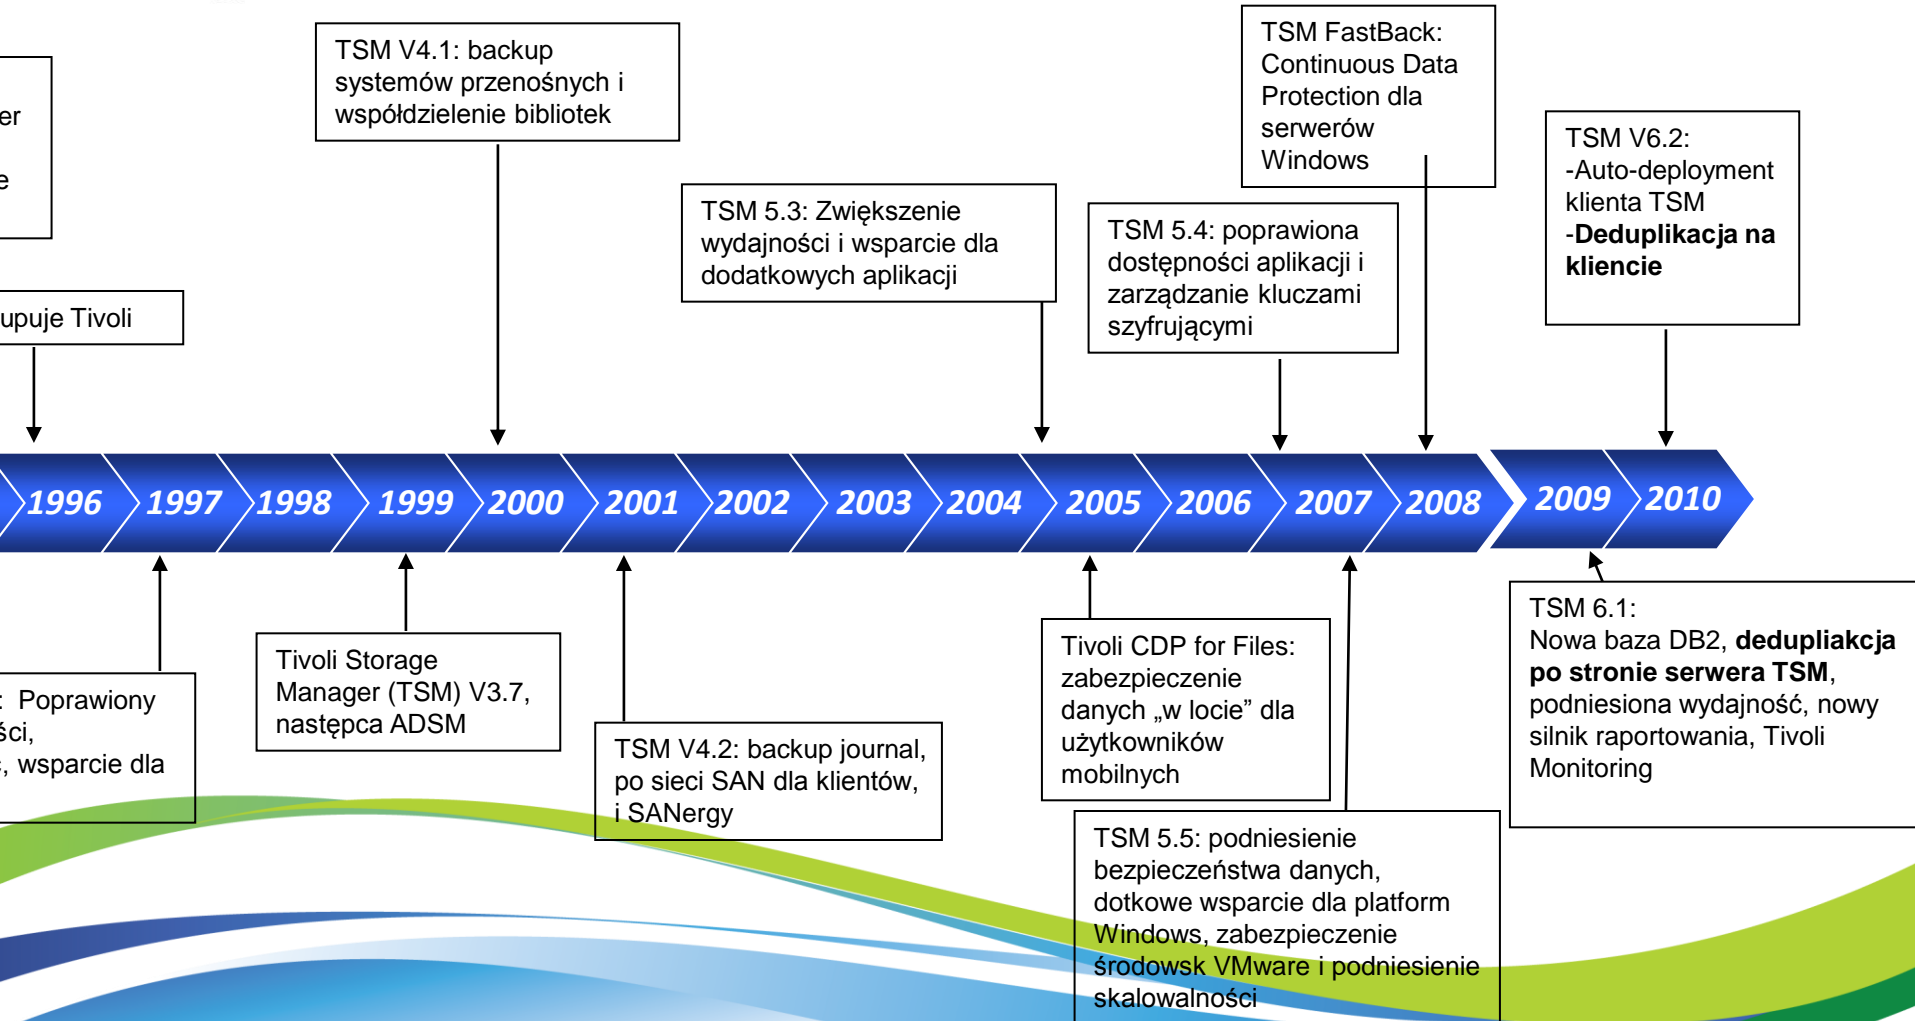 TSM V4.1: backup
systemów przenośnych i
współdzielenie bibliotek
TSM FastBack:
Continuous Data
Protection dla
serwerów
Windows
TSM V6.2:
-Auto-deployment
klienta TSM
-Deduplikacja na
kliencie
TSM 5.3: Zwiększenie
wydajności i wsparcie dla
dodatkowych aplikacji
TSM 5.4: poprawiona
dostępności aplikacji i
zarządzanie kluczami
szyfrującymi
upuje Tivoli
1996 1997 1998 1999 2000 2001 2002 2003 2004 2005 2006 2007 2008 2009 2010
: Poprawiony
ści,
, wsparcie dla
Tivoli Storage
Manager (TSM) V3.7,
następca ADSM
TSM V4.2: backup journal,
po sieci SAN dla klientów,
i SANergy
Tivoli CDP for Files:
zabezpieczenie
danych „w locie” dla
użytkowników
mobilnych
TSM 5.5: podniesienie
bezpieczeństwa danych,
dotkowe wsparcie dla platform
Windows, zabezpieczenie
środowsk VMware i podniesienie
skalowalności
TSM 6.1:
Nowa baza DB2, dedupliakcja
po stronie serwera TSM,
podniesiona wydajność, nowy
silnik raportowania, Tivoli
Monitoring